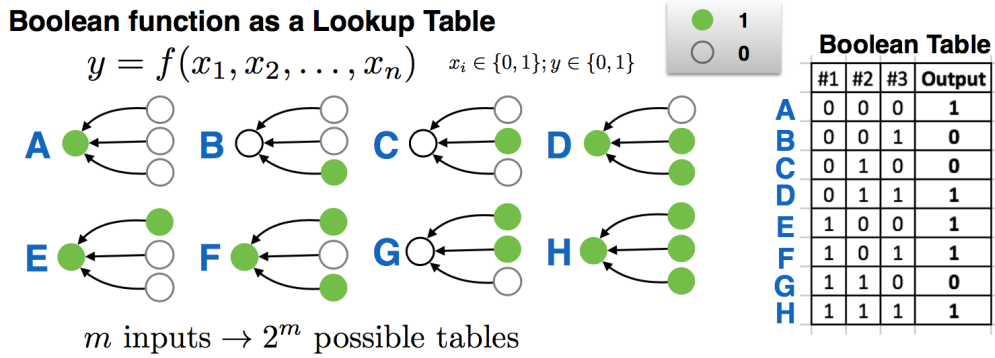 Boolean function as a Lookup Table
y = f(x₁, x₂, . . . , xₙ)   xᵢ ∈ {0, 1}; y ∈ {0, 1}
1
0
A B C D
E F G H
m inputs → 2ᵐ possible tables
Boolean Table
#1 #2 #3 Output
A 0 0 0 1
B 0 0 1 0
C 0 1 0 0
D 0 1 1 1
E 1 0 0 1
F 1 0 1 1
G 1 1 0 0
H 1 1 1 1